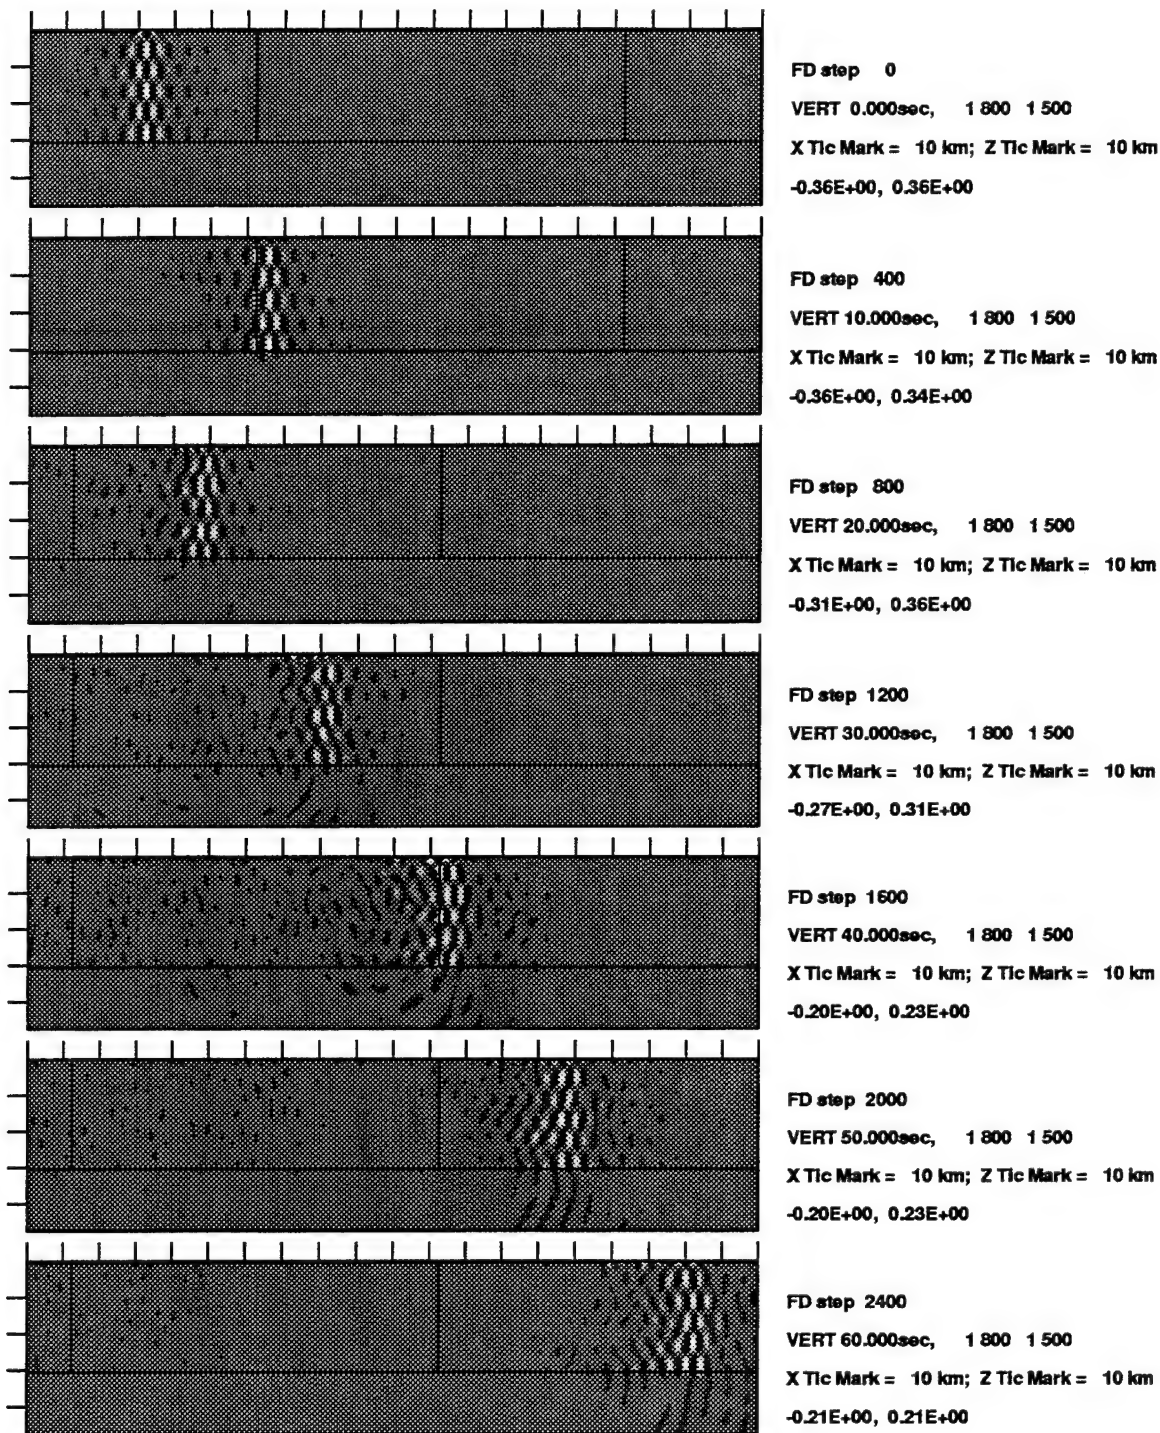 FD step 0
VERT 0.000sec, 1 800 1 500
X Tic Mark = 10 km; Z Tic Mark = 10 km
-0.36E+00, 0.36E+00
FD step 400
VERT 10.000sec, 1 800 1 500
X Tic Mark = 10 km; Z Tic Mark = 10 km
-0.36E+00, 0.34E+00
FD step 800
VERT 20.000sec, 1 800 1 500
X Tic Mark = 10 km; Z Tic Mark = 10 km
-0.31E+00, 0.36E+00
FD step 1200
VERT 30.000sec, 1 800 1 500
X Tic Mark = 10 km; Z Tic Mark = 10 km
-0.27E+00, 0.31E+00
FD step 1600
VERT 40.000sec, 1 800 1 500
X Tic Mark = 10 km; Z Tic Mark = 10 km
-0.20E+00, 0.23E+00
FD step 2000
VERT 50.000sec, 1 800 1 500
X Tic Mark = 10 km; Z Tic Mark = 10 km
-0.20E+00, 0.23E+00
FD step 2400
VERT 60.000sec, 1 800 1 500
X Tic Mark = 10 km; Z Tic Mark = 10 km
-0.21E+00, 0.21E+00